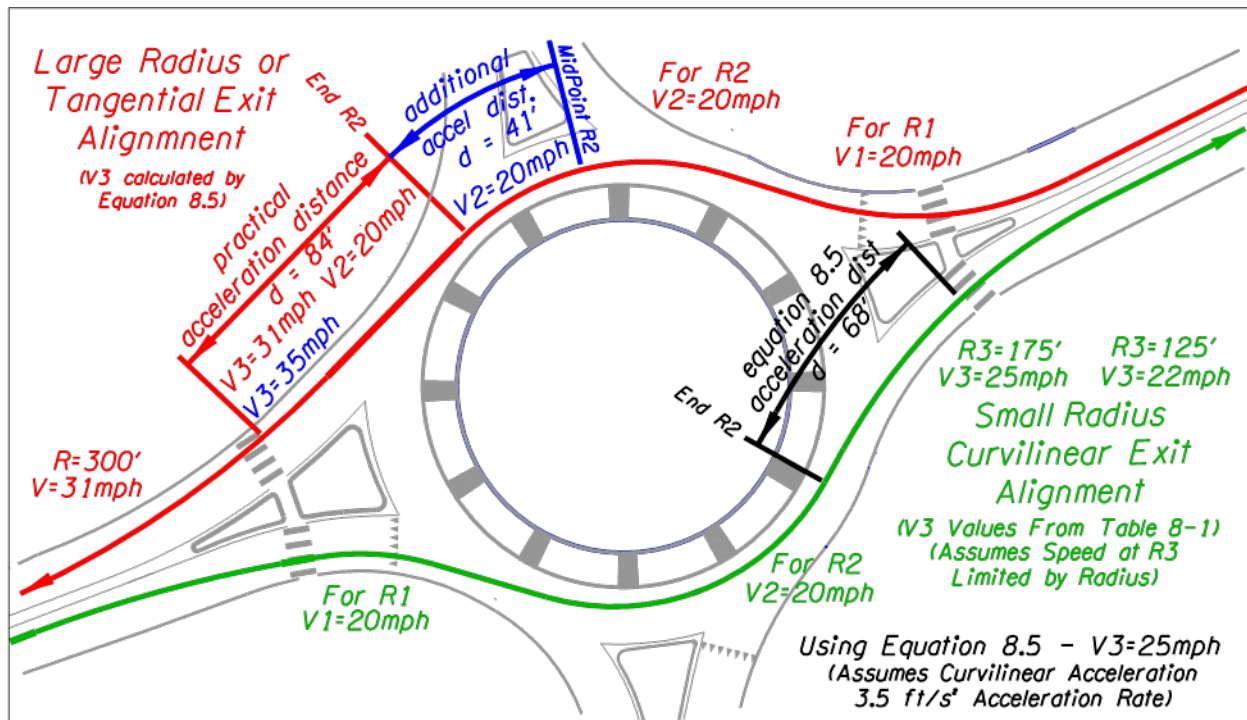 Large Radius or
Tangential Exit
Alignmnent
(V3 calculated by
Equation 8.5)
End R2
additional
accel dist.
d = 41'
V2=20mph
MidPoint R2
practical
acceleration distance
d = 84'
V3=31mph V2=20mph
V3=35mph
For R2
V2=20mph
For R1
V1=20mph
equation 8.5
acceleration dist
d = 68'
End R2
R=300'
V=31mph
R3=175'
V3=25mph
R3=125'
V3=22mph
Small Radius
Curvilinear Exit
Alignment
(V3 Values From Table 8-1)
(Assumes Speed at R3
Limited by Radius)
For R1
V1=20mph
For R2
V2=20mph
Using Equation 8.5 - V3=25mph
(Assumes Curvilinear Acceleration
3.5 ft/s² Acceleration Rate)